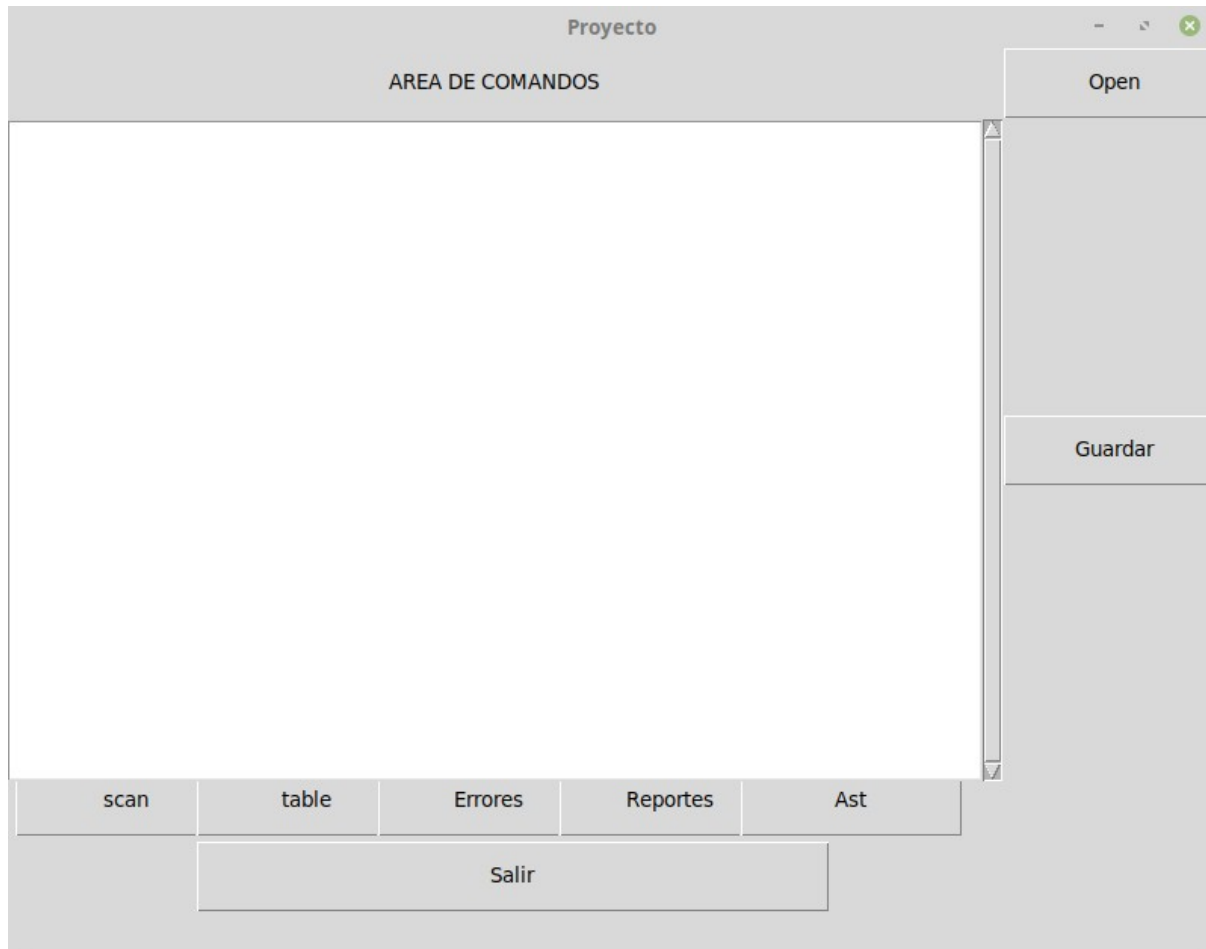 Proyecto
AREA DE COMANDOS
Open
Guardar
scan table Errores Reportes Ast
Salir